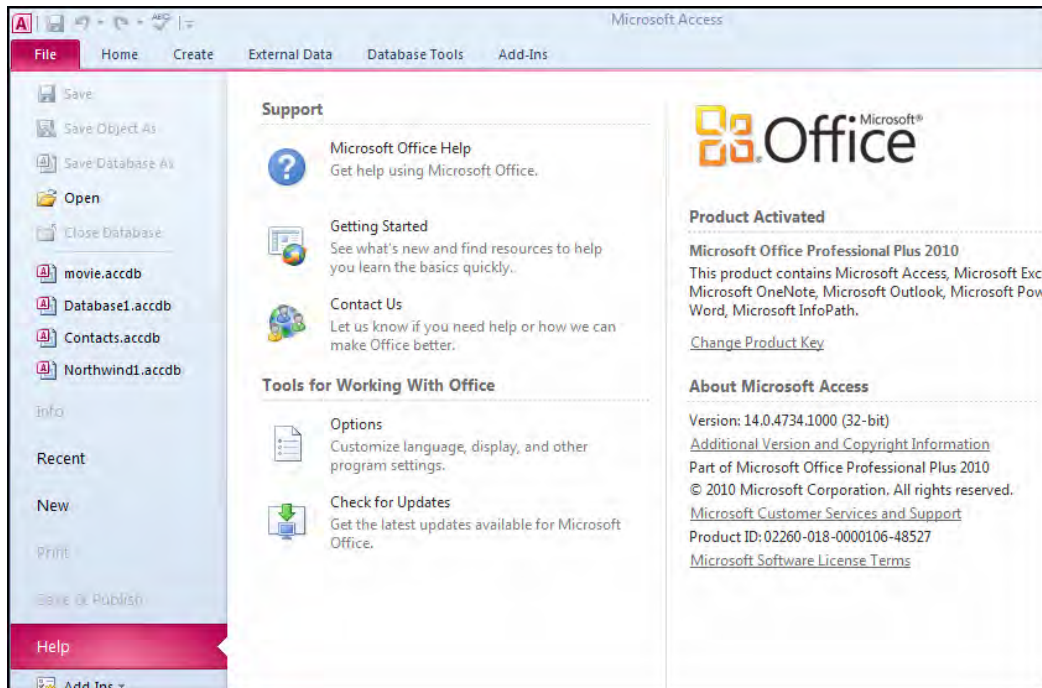 Microsoft Access
File Home Create External Data Database Tools Add-Ins
Save
Save Object As
Save Database As
Open
Close Database
movie.accdb
Database1.accdb
Contacts.accdb
Northwind1.accdb
Info
Recent
New
Print
Save & Publish
Help
Add-Ins
Support
Microsoft Office Help
Get help using Microsoft Office.
Getting Started
See what's new and find resources to help
you learn the basics quickly.
Contact Us
Let us know if you need help or how we can
make Office better.
Tools for Working With Office
Options
Customize language, display, and other
program settings.
Check for Updates
Get the latest updates available for Microsoft
Office.
Microsoft®
Office
Product Activated
Microsoft Office Professional Plus 2010
This product contains Microsoft Access, Microsoft Exc
Microsoft OneNote, Microsoft Outlook, Microsoft Pow
Word, Microsoft InfoPath.
Change Product Key
About Microsoft Access
Version: 14.0.4734.1000 (32-bit)
Additional Version and Copyright Information
Part of Microsoft Office Professional Plus 2010
© 2010 Microsoft Corporation. All rights reserved.
Microsoft Customer Services and Support
Product ID: 02260-018-0000106-48527
Microsoft Software License Terms